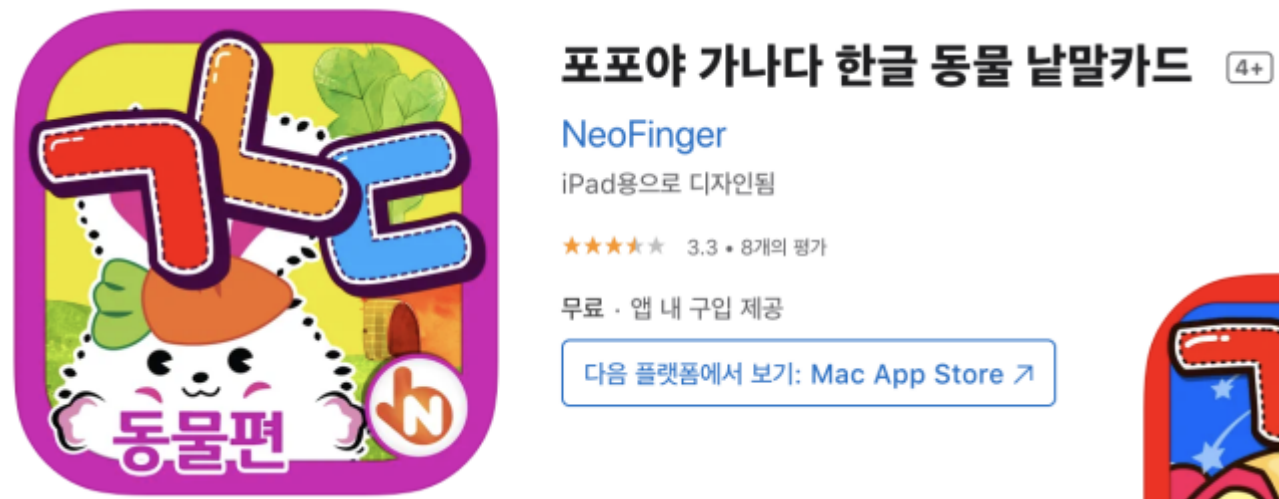 가나다
동물편
N
포포야 가나다 한글 동물 낱말카드 4+
NeoFinger
iPad용으로 디자인됨
3.3 • 8개의 평가
무료 · 앱 내 구입 제공
다음 플랫폼에서 보기: Mac App Store ↗